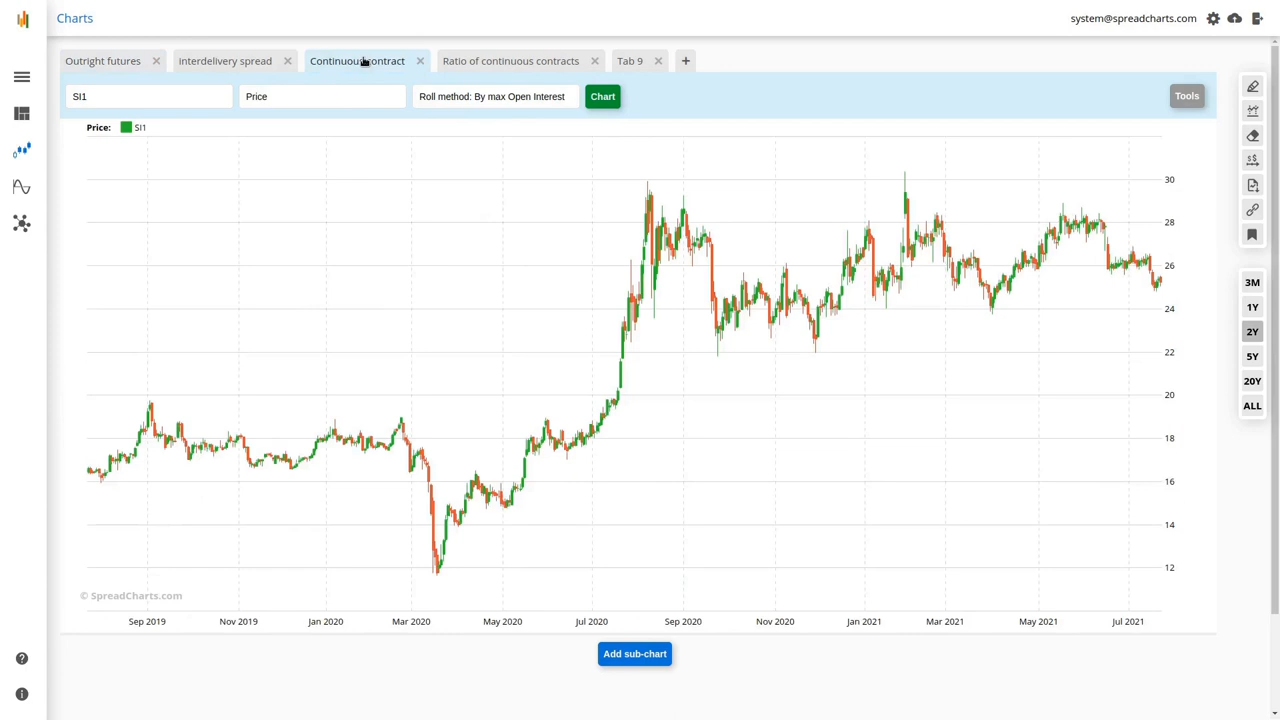 Charts
system@spreadcharts.com
Outright futures
Interdelivery spread
Continuous contract
Ratio of continuous contracts
Tab 9
+
SI1
Price
Roll method: By max Open Interest
Chart
Tools
Price:
SI1
30
28
26
24
22
20
18
16
14
12
© SpreadCharts.com
Sep 2019
Nov 2019
Jan 2020
Mar 2020
May 2020
Jul 2020
Sep 2020
Nov 2020
Jan 2021
Mar 2021
May 2021
Jul 2021
3M
1Y
2Y
5Y
20Y
ALL
Add sub-chart